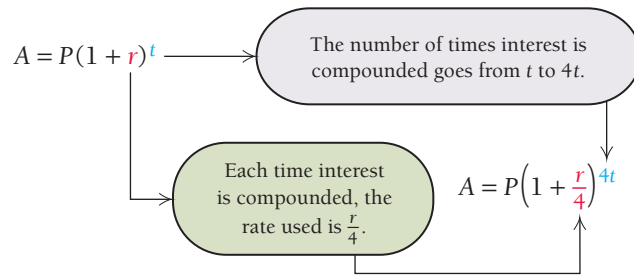 A = P(1 + r)^t
The number of times interest is
compounded goes from t to 4t.
Each time interest
is compounded, the
rate used is r/4.
A = P(1 + r/4)^4t